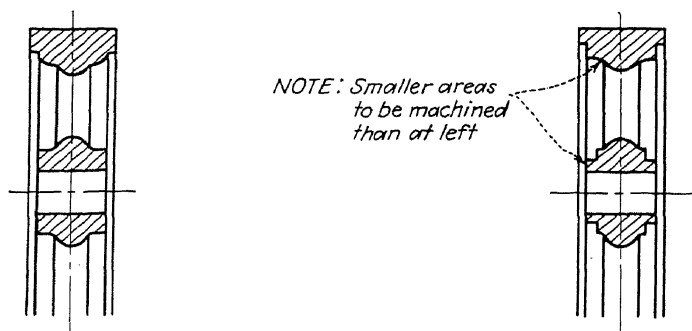 NOTE: Smaller areas
to be machined
than at left